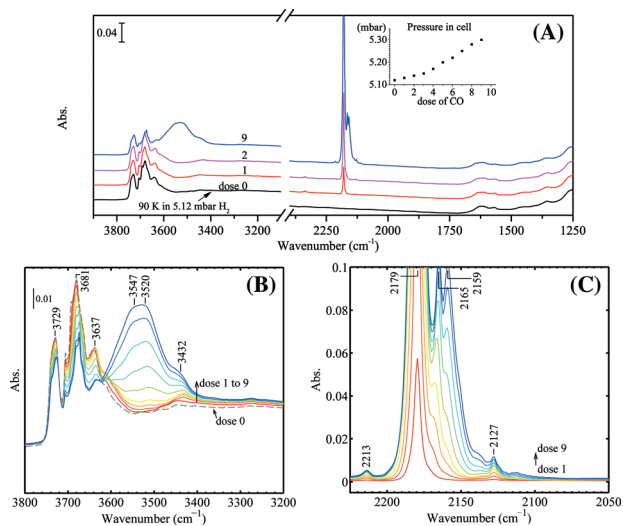 0.04
(mbar)
Pressure in cell
(A)
5.30
5.20
5.10
0 2 4 6 8 10
dose of CO
Abs.
9
2
1
dose 0
90 K in 5.12 mbar H2
3800 3600 3400 3200 2250 2000 1750 1500 1250
Wavenumber (cm-1)
0.01
3681
3729
3637
3547
3520
(B)
3432
dose 1 to 9
dose 0
Abs.
3800 3700 3600 3500 3400 3300 3200
Wavenumber (cm-1)
0.1
0.08
0.06
0.04
0.02
0
2179
2165
2159
(C)
2213
2127
dose 9
dose 1
Abs.
2200 2150 2100 2050
Wavenumber (cm-1)